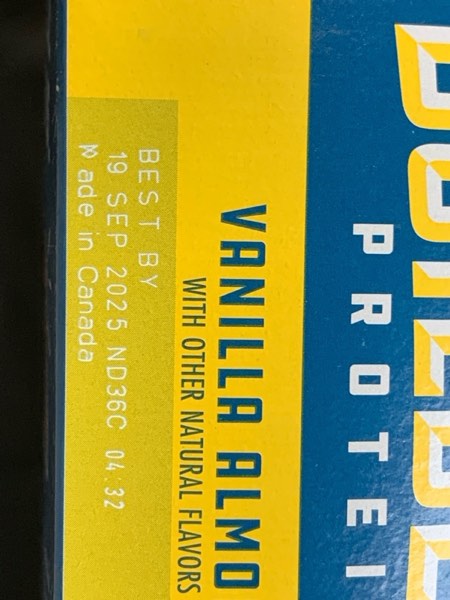 PROTEI
VANILLA ALMO
WITH OTHER NATURAL FLAVORS
BEST BY
19 SEP 2025 ND36C 04.32
Made in Canada